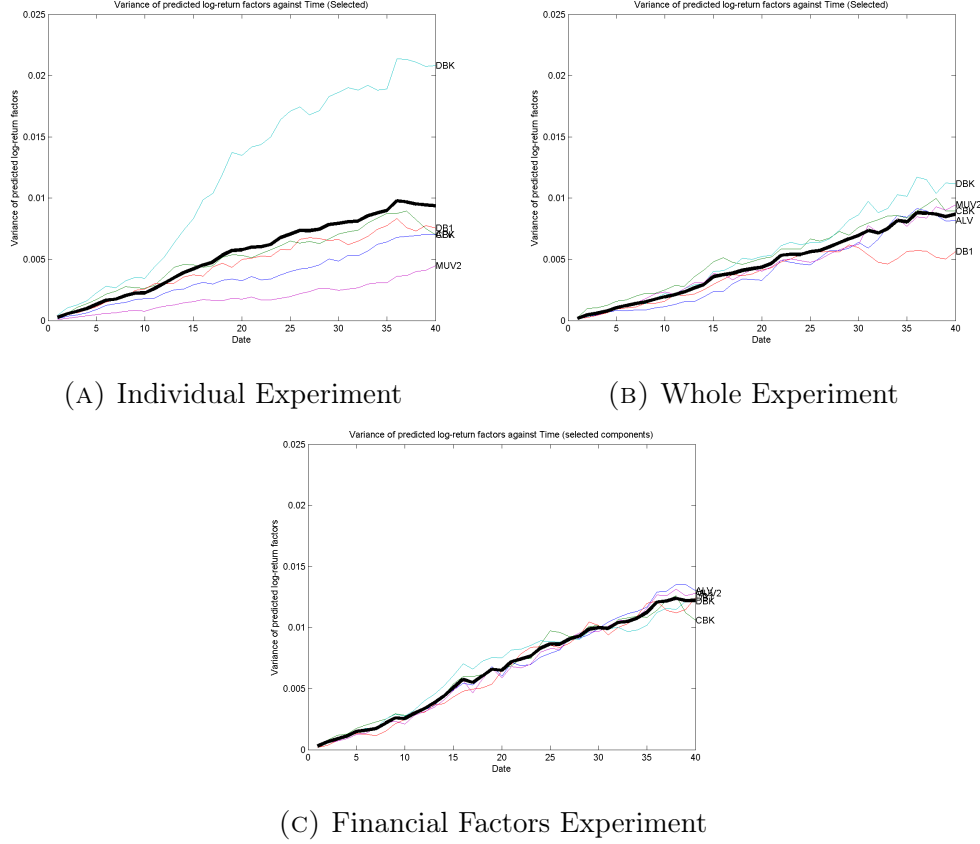 Variance of predicted log-return factors against Time (Selected)
Variance of predicted log-return factors
0.025
0.02
0.015
0.01
0.005
0
0 5 10 15 20 25 30 35 40
Date
DBK
DB1
MUV2
(A) Individual Experiment
Variance of predicted log-return factors against Time (Selected)
Variance of predicted log-return factors
0.025
0.02
0.015
0.01
0.005
0
0 5 10 15 20 25 30 35 40
Date
DBK
MUV2
CBK
ALV
DB1
(B) Whole Experiment
Variance of predicted log-return factors against Time (selected components)
Variance of predicted log-return factors
0.025
0.02
0.015
0.01
0.005
0
0 5 10 15 20 25 30 35 40
Date
ALV
MUV2
DBK
CBK
(C) Financial Factors Experiment